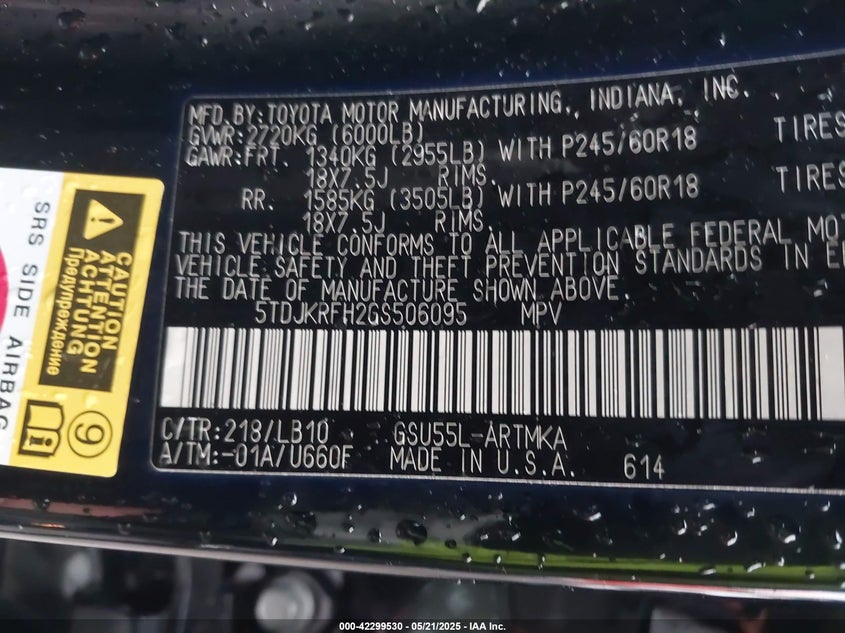 MFD.BY:TOYOTA MOTOR MANUFACTURING., INDIANA, INC.
GVWR:2720KG (6000LB)
GAWR:FRT. 1340KG (2955LB) WITH P245/60R18 TIRES
18X7.5J RIMS.
RR. 1585KG (3505LB) WITH P245/60R18 TIRES
18X7.5J RIMS.
THIS VEHICLE CONFORMS TO ALL APPLICABLE FEDERAL
VEHICLE SAFETY AND THEFT PREVENTION STANDARDS IN
THE DATE OF MANUFACTURE SHOWN ABOVE.
5TDJKRFH2GS506095 MPV
C/TR:218/LB10 GSU55L-ARTMKA
A/TM:-01A/U660F MADE IN U.S.A. 614
SRS SIDE AIRBAG
CAUTION
ATTENTION
ACHTUNG
Предупреждение
9
000-42299530 - 05/21/2025 - IAA Inc.